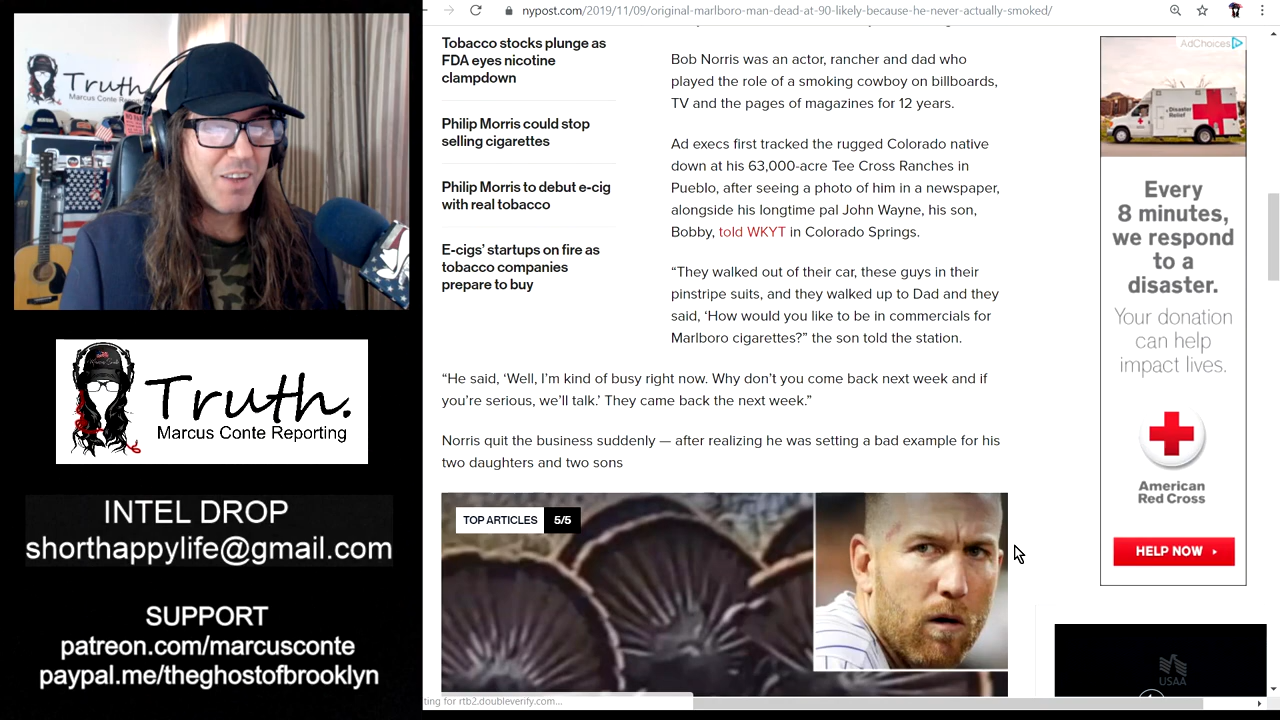 nypost.com/2019/11/09/original-marlboro-man-dead-at-90-likely-because-he-never-actually-smoked/
Truth.
Marcus Conte Reporting
Truth.
Marcus Conte Reporting
INTEL DROP
shorthappylife@gmail.com
SUPPORT
patreon.com/marcusconte
paypal.me/theghostofbrooklyn
Tobacco stocks plunge as
FDA eyes nicotine
clampdown
Philip Morris could stop
selling cigarettes
Philip Morris to debut e-cig
with real tobacco
E-cigs’ startups on fire as
tobacco companies
prepare to buy
Bob Norris was an actor, rancher and dad who
played the role of a smoking cowboy on billboards,
TV and the pages of magazines for 12 years.
Ad execs first tracked the rugged Colorado native
down at his 63,000-acre Tee Cross Ranches in
Pueblo, after seeing a photo of him in a newspaper,
alongside his longtime pal John Wayne, his son,
Bobby, told WKYT in Colorado Springs.
“They walked out of their car, these guys in their
pinstripe suits, and they walked up to Dad and they
said, ‘How would you like to be in commercials for
Marlboro cigarettes?” the son told the station.
“He said, ‘Well, I’m kind of busy right now. Why don’t you come back next week and if
you’re serious, we’ll talk.’ They came back the next week.”
Norris quit the business suddenly — after realizing he was setting a bad example for his
two daughters and two sons
TOP ARTICLES 5/5
AdChoices
Disaster
Relief
Every
8 minutes,
we respond
to a
disaster.
Your donation
can help
impact lives.
American
Red Cross
HELP NOW
USAA
ting for rtb2.doubleverify.com...